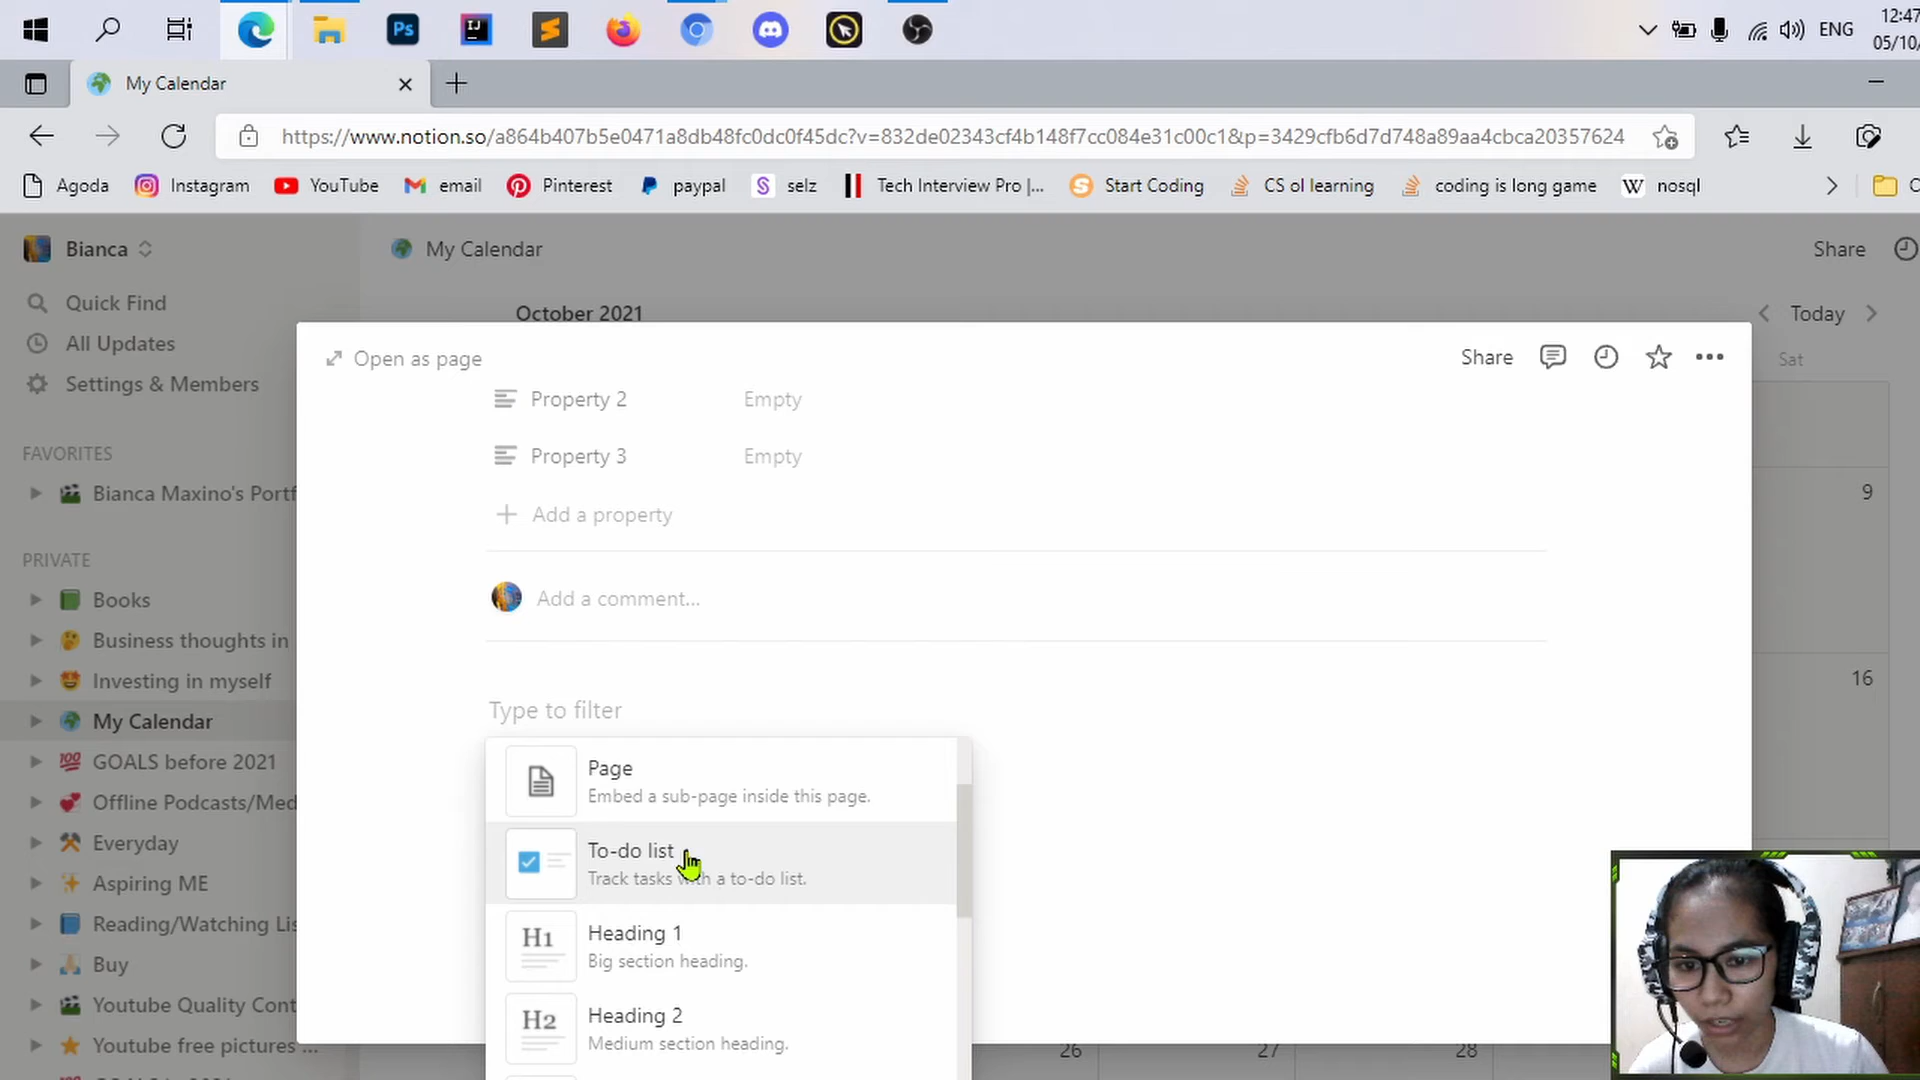 Ps
IJ
ENG
12:47
05/10/
My Calendar
https://www.notion.so/a864b407b5e0471a8db48fc0dc0f45dc?v=832de02343cf4b148f7cc084e31c00c1&p=3429cfb6d7d748a89aa4cbca20357624
Agoda Instagram YouTube email Pinterest paypal selz Tech Interview Pro |... Start Coding CS ol learning coding is long game nosql
Bianca
My Calendar
Share
Quick Find
All Updates
Settings & Members
FAVORITES
Bianca Maxino's Portf
PRIVATE
Books
Business thoughts in
Investing in myself
My Calendar
GOALS before 2021
Offline Podcasts/Med
Everyday
Aspiring ME
Reading/Watching Lis
Buy
Youtube Quality Cont
Youtube free pictures ...
October 2021
Today
Sat
9
16
Open as page
Share
Property 2 Empty
Property 3 Empty
Add a property
Add a comment...
Type to filter
Page
Embed a sub-page inside this page.
To-do list
Track tasks with a to-do list.
H1
Heading 1
Big section heading.
H2
Heading 2
Medium section heading.
26 27 28